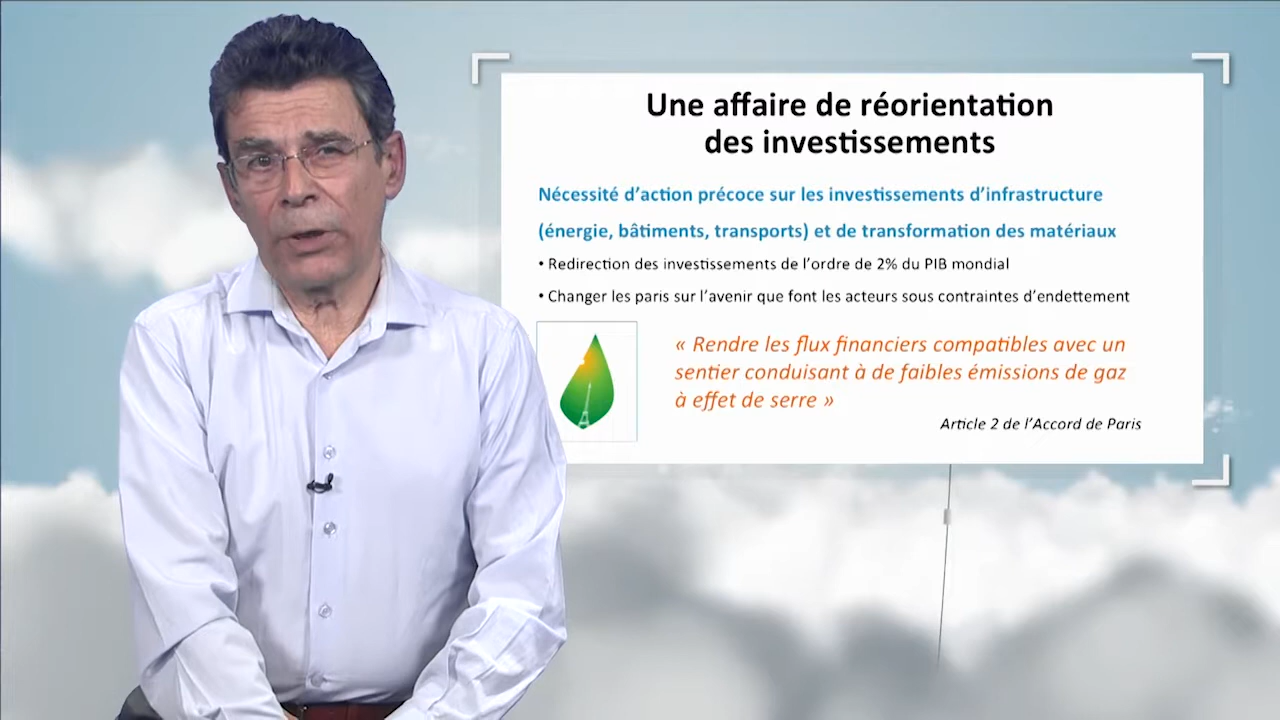 Une affaire de réorientation
des investissements
Nécessité d’action précoce sur les investissements d’infrastructure
(énergie, bâtiments, transports) et de transformation des matériaux
• Redirection des investissements de l’ordre de 2% du PIB mondial
• Changer les paris sur l’avenir que font les acteurs sous contraintes d’endettement
« Rendre les flux financiers compatibles avec un
sentier conduisant à de faibles émissions de gaz
à effet de serre »
Article 2 de l’Accord de Paris